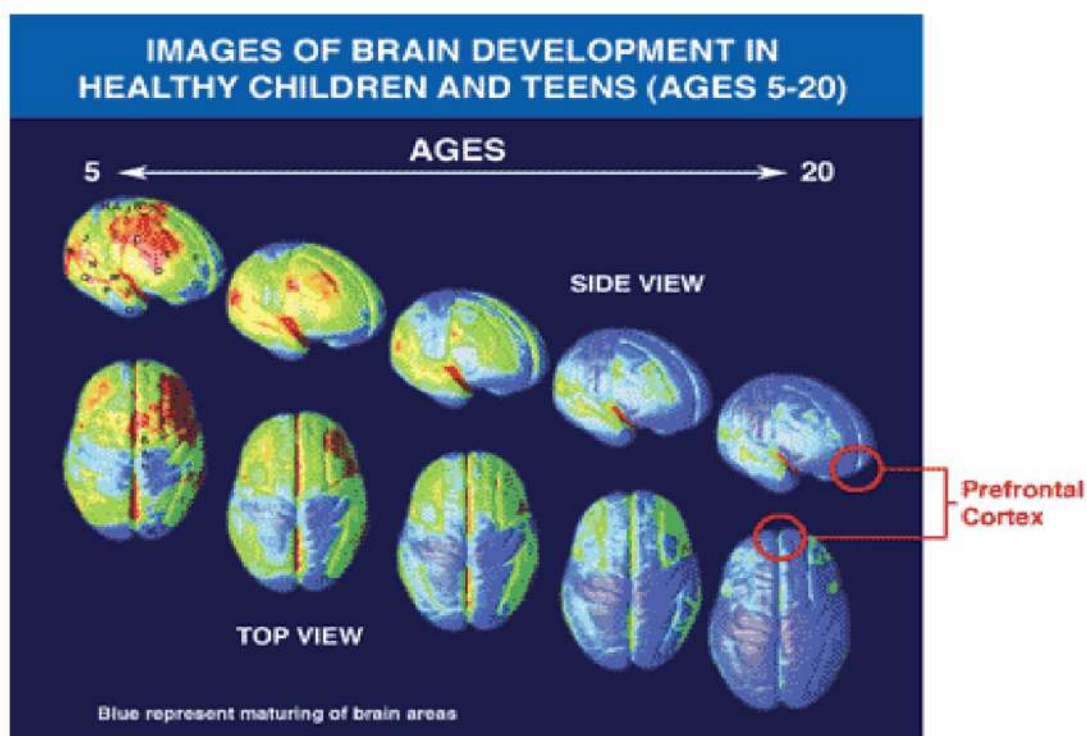 IMAGES OF BRAIN DEVELOPMENT IN
HEALTHY CHILDREN AND TEENS (AGES 5-20)
AGES
5
20
SIDE VIEW
Prefrontal
Cortex
TOP VIEW
Blue represent maturing of brain areas